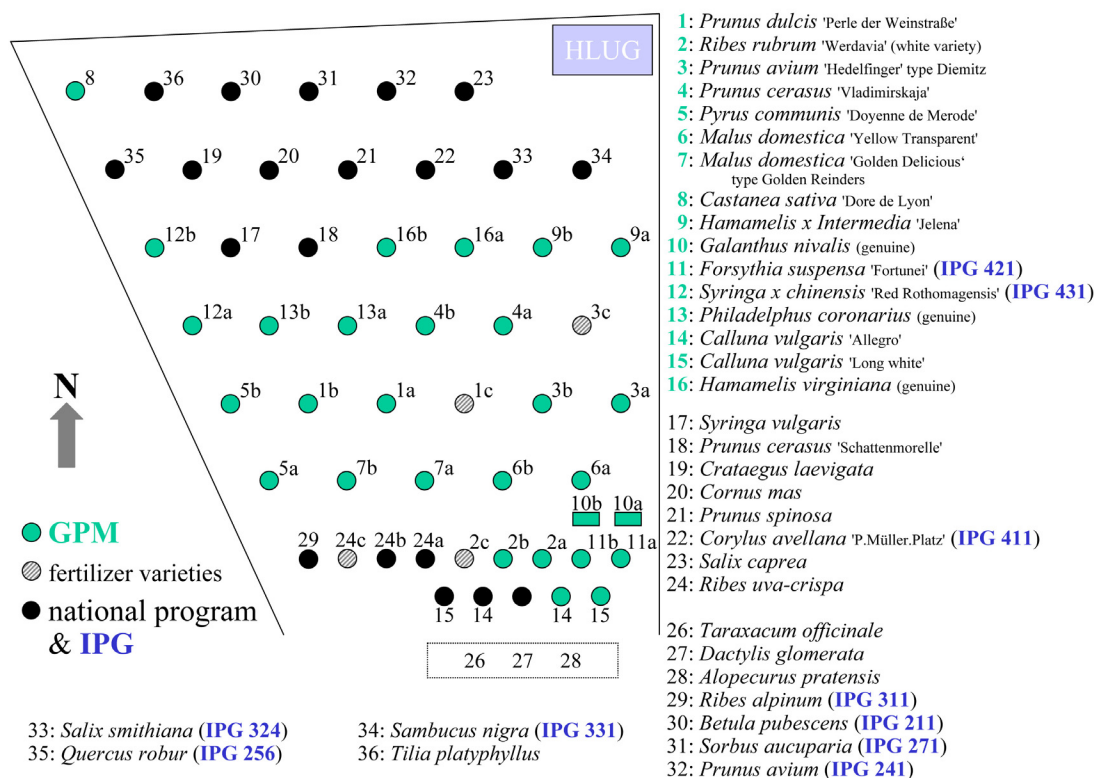 HLUG
8 36 30 31 32 23
35 19 20 21 22 33 34
12b 17 18 16b 16a 9b 9a
12a 13b 13a 4b 4a 3c
5b 1b 1a 1c 3b 3a
5a 7b 7a 6b 6a
10b 10a
29 24c 24b 24a 2c 2b 2a 11b 11a
15 14 14 15
26 27 28
N
GPM
fertilizer varieties
national program
& IPG
1: Prunus dulcis 'Perle der Weinstraße'
2: Ribes rubrum 'Werdavia' (white variety)
3: Prunus avium 'Hedelfinger' type Diemitz
4: Prunus cerasus 'Vladimirskaja'
5: Pyrus communis 'Doyenne de Merode'
6: Malus domestica 'Yellow Transparent'
7: Malus domestica 'Golden Delicious‘
type Golden Reinders
8: Castanea sativa 'Dore de Lyon'
9: Hamamelis x Intermedia 'Jelena'
10: Galanthus nivalis (genuine)
11: Forsythia suspensa 'Fortunei' (IPG 421)
12: Syringa x chinensis 'Red Rothomagensis' (IPG 431)
13: Philadelphus coronarius (genuine)
14: Calluna vulgaris 'Allegro'
15: Calluna vulgaris 'Long white'
16: Hamamelis virginiana (genuine)
17: Syringa vulgaris
18: Prunus cerasus 'Schattenmorelle'
19: Crataegus laevigata
20: Cornus mas
21: Prunus spinosa
22: Corylus avellana 'P.Müller.Platz' (IPG 411)
23: Salix caprea
24: Ribes uva-crispa
26: Taraxacum officinale
27: Dactylis glomerata
28: Alopecurus pratensis
29: Ribes alpinum (IPG 311)
30: Betula pubescens (IPG 211)
31: Sorbus aucuparia (IPG 271)
32: Prunus avium (IPG 241)
33: Salix smithiana (IPG 324)
35: Quercus robur (IPG 256)
34: Sambucus nigra (IPG 331)
36: Tilia platyphyllus